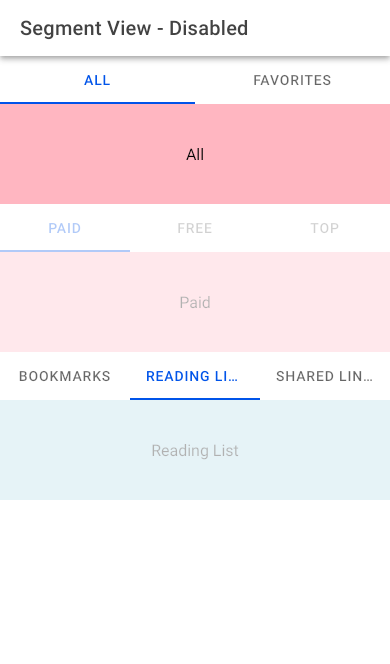 Segment View - Disabled
ALL FAVORITES
All
PAID FREE TOP
Paid
BOOKMARKS READING LI... SHARED LIN...
Reading List